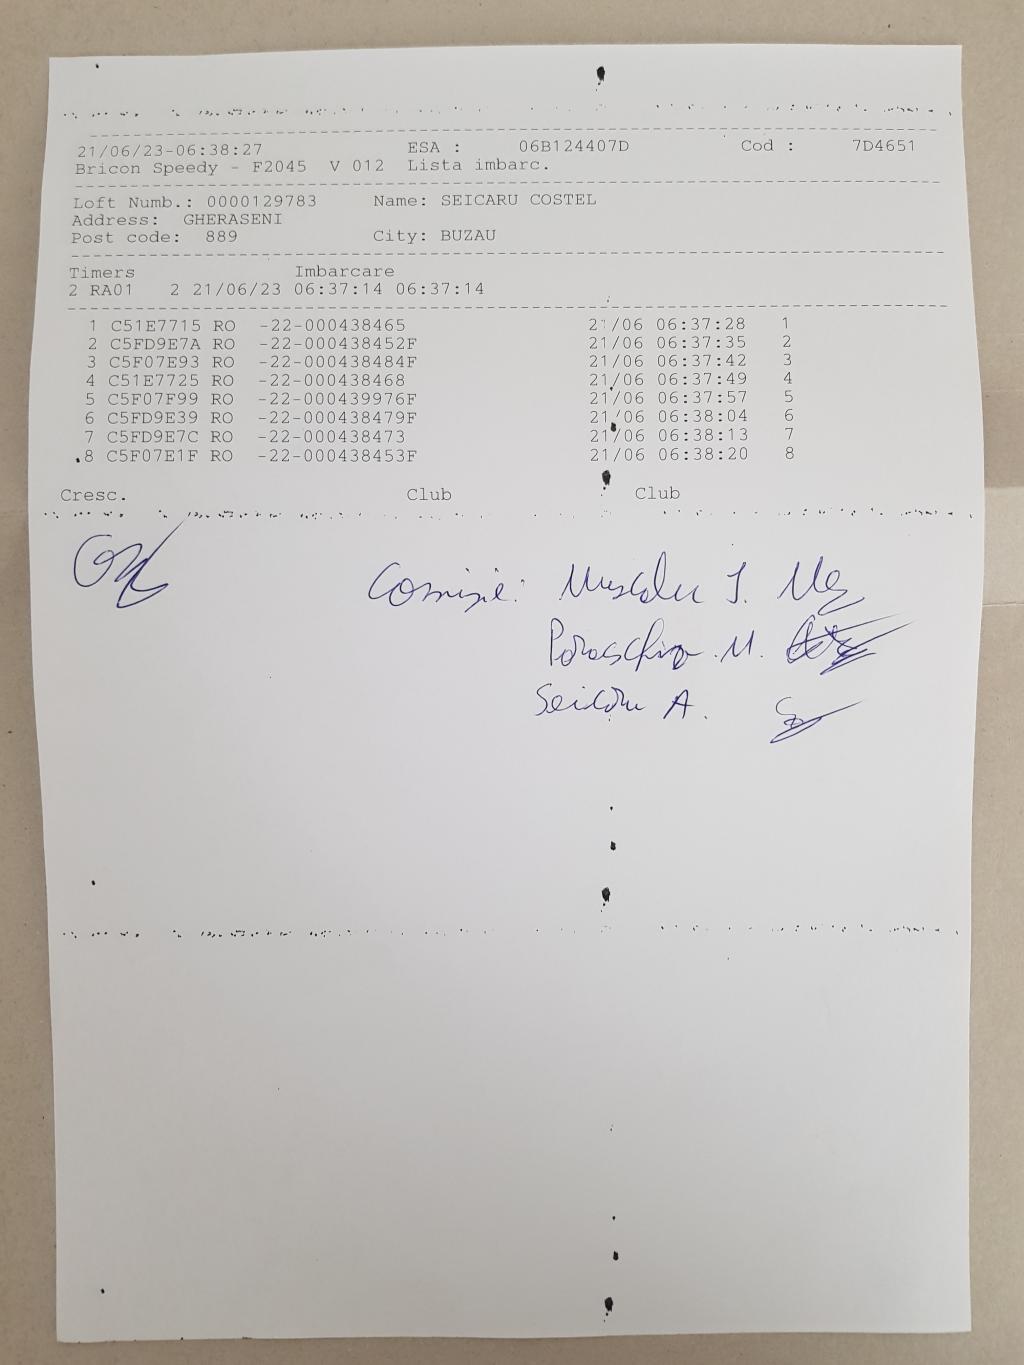 21/06/23-06:38:27 ESA : 06B124407D Cod : 7D4651
Bricon Speedy - F2045 V 012 Lista imbarc.
Loft Numb.: 0000129783 Name: SEICARU COSTEL
Address: GHERASENI
Post code: 889 City: BUZAU
Timers Imbarcare
2 RA01 2 21/06/23 06:37:14 06:37:14
1 C51E7715 RO -22-000438465 21/06 06:37:28 1
2 C5FD9E7A RO -22-000438452F 21/06 06:37:35 2
3 C5F07E93 RO -22-000438484F 21/06 06:37:42 3
4 C51E7725 RO -22-000438468 21/06 06:37:49 4
5 C5F07F99 RO -22-000439976F 21/06 06:37:57 5
6 C5FD9E39 RO -22-000438479F 21/06 06:38:04 6
7 C5FD9E7C RO -22-000438473 21/06 06:38:13 7
8 C5F07E1F RO -22-000438453F 21/06 06:38:20 8
Cresc. Club Club
Comisie: Muscalu I.
Paraschiv M.
Seicaru A.